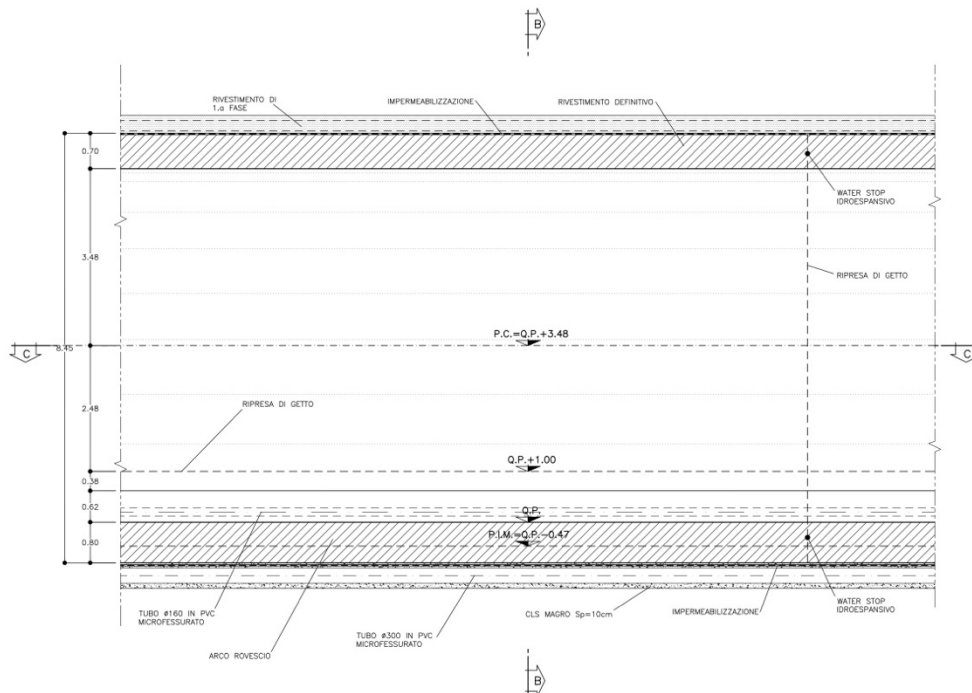 B
RIVESTIMENTO DI
1.a FASE
IMPERMEABILIZZAZIONE
RIVESTIMENTO DEFINITIVO
0.70
WATER STOP
IDROESPANSIVO
3.48
RIPRESA DI GETTO
P.C.=Q.P.+3.48
C
8.45
C
2.48
RIPRESA DI GETTO
Q.P.+1.00
0.38
0.62
Q.P.
P.I.M.=Q.P.-0.47
0.80
TUBO ø160 IN PVC
MICROFESSURATO
CLS MAGRO Sp=10cm
IMPERMEABILIZZAZIONE
WATER STOP
IDROESPANSIVO
TUBO ø300 IN PVC
MICROFESSURATO
ARCO ROVESCIO
B